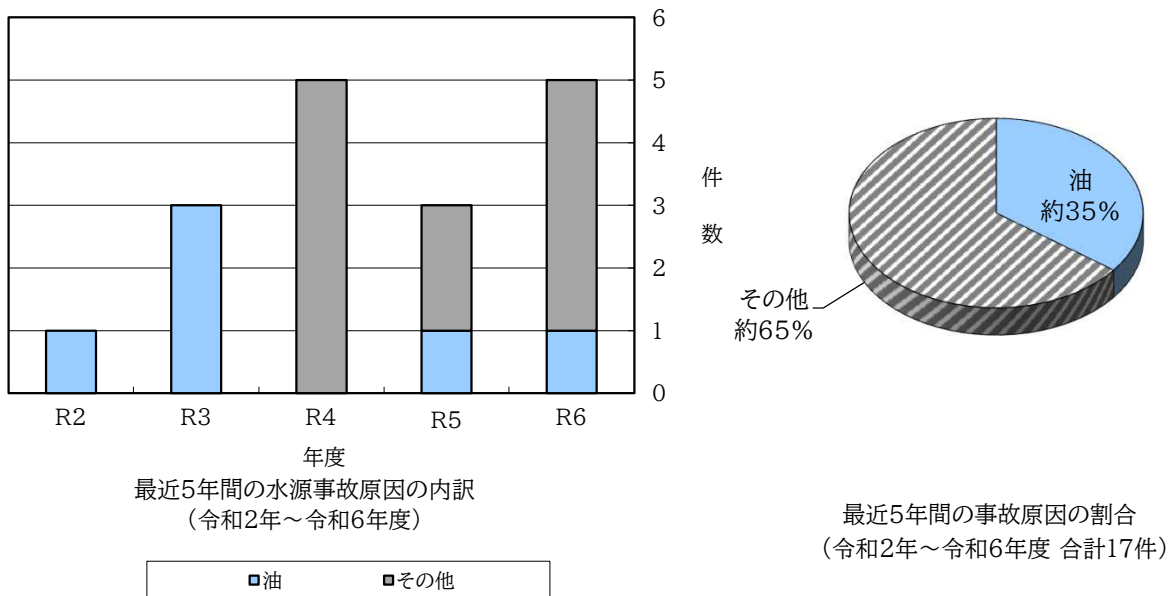 6
5
4
3
2
1
0
件
数
R2
R3
R4
R5
R6
年度
最近5年間の水源事故原因の内訳
（令和2年～令和6年度）
油
その他
油
約35%
その他
約65%
最近5年間の事故原因の割合
（令和2年～令和6年度 合計17件）